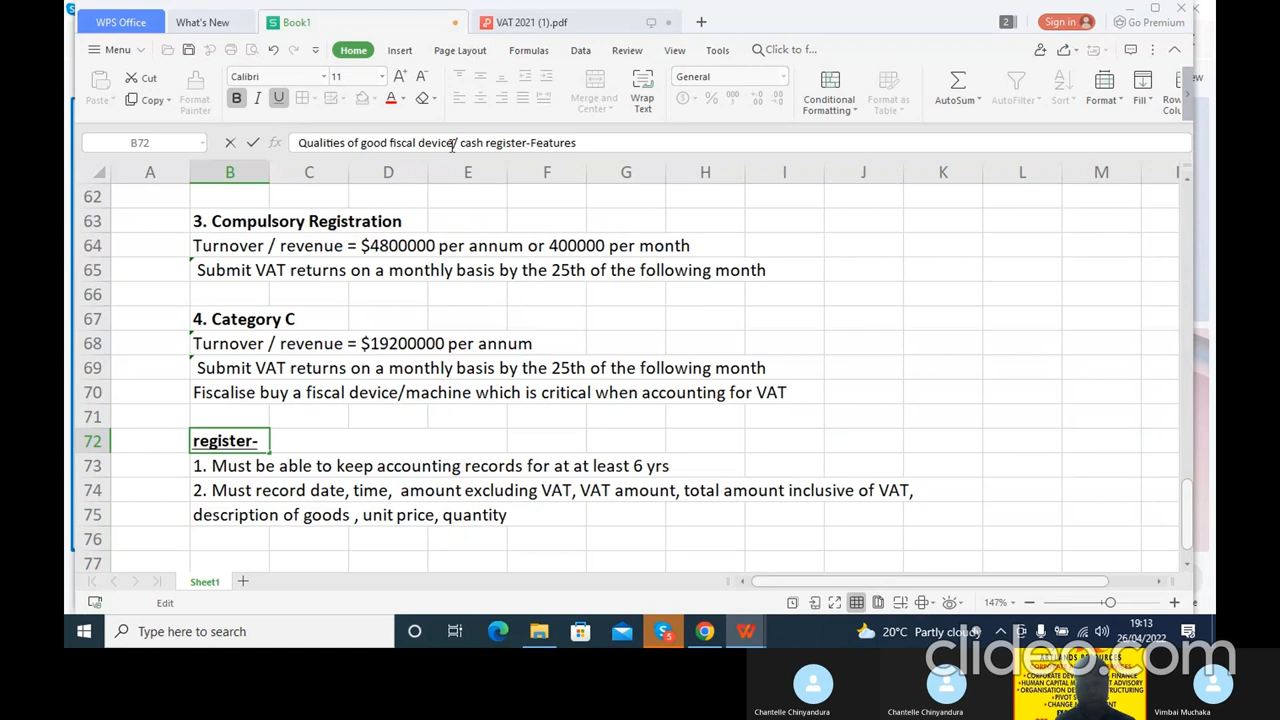 WPS Office What's New Book1 VAT 2021 (1).pdf 2 Sign in Go Premium
Menu Home Insert Page Layout Formulas Data Review View Tools Click to f...
Paste Cut Copy Format Painter Calibri 11 A+ A- B I U A Merge and Center Wrap Text General Conditional Formatting Format as Table AutoSum AutoFilter Sort Format Fill
B72 fx Qualities of good fiscal device/ cash register-Features
A B C D E F G H I J K L M
62
63 3. Compulsory Registration
64 Turnover / revenue = $4800000 per annum or 400000 per month
65 Submit VAT returns on a monthly basis by the 25th of the following month
66
67 4. Category C
68 Turnover / revenue = $19200000 per annum
69 Submit VAT returns on a monthly basis by the 25th of the following month
70 Fiscalise buy a fiscal device/machine which is critical when accounting for VAT
71
72 register-
73 1. Must be able to keep accounting records for at at least 6 yrs
74 2. Must record date, time, amount excluding VAT, VAT amount, total amount inclusive of VAT,
75 description of goods , unit price, quantity
76
77
Sheet1
Edit 147%
Type here to search 20°C Partly cloudy 19:13
26/04/2022
clideo.com
Chantelle Chinyandura Chantelle Chinyandura Vimbai Muchaka